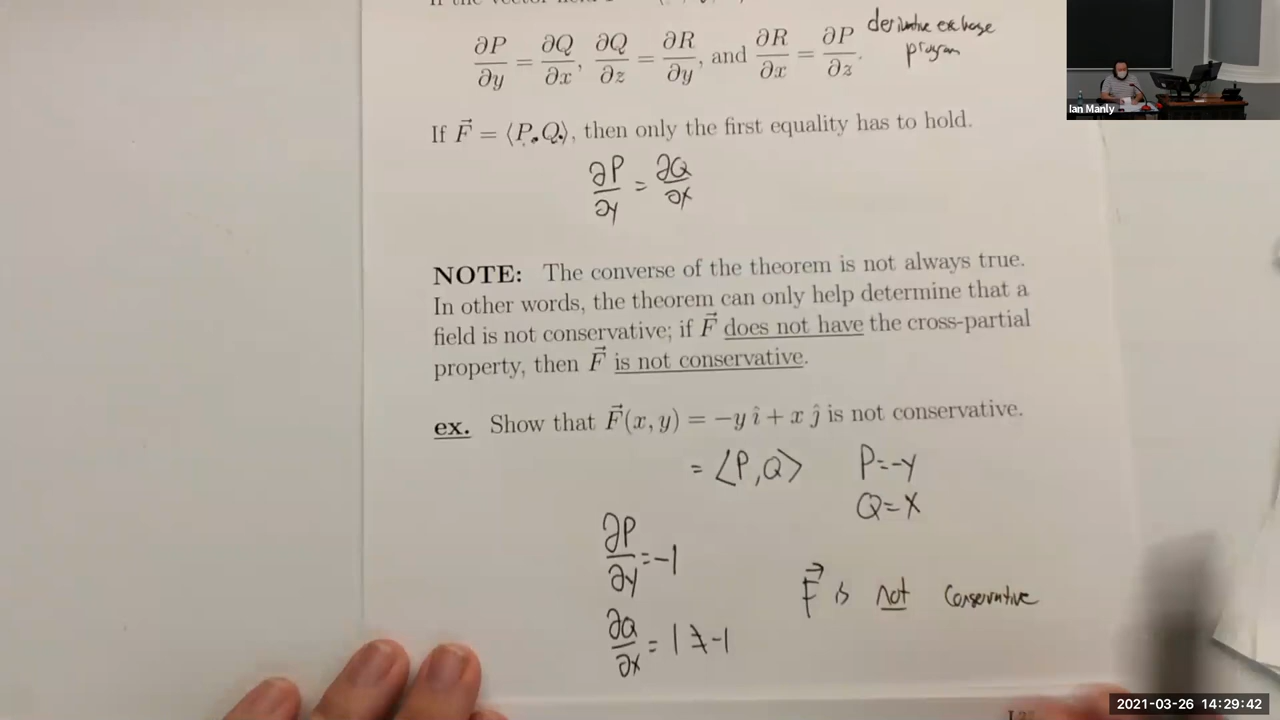 ∂P/∂y = ∂Q/∂x, ∂Q/∂z = ∂R/∂y, and ∂R/∂x = ∂P/∂z.
derivative exchange
program
Ian Manly
If F⃗ = ⟨P, Q⟩, then only the first equality has to hold.
∂P/∂y = ∂Q/∂x
NOTE: The converse of the theorem is not always true.
In other words, the theorem can only help determine that a
field is not conservative; if F⃗ does not have the cross-partial
property, then F⃗ is not conservative.
ex. Show that F⃗(x, y) = −y î + x ĵ is not conservative.
= ⟨P, Q⟩ P=-y
Q=x
∂P/∂y = -1
F⃗ is not conservative
∂Q/∂x = 1 ≠ -1
2021-03-26 14:29:42